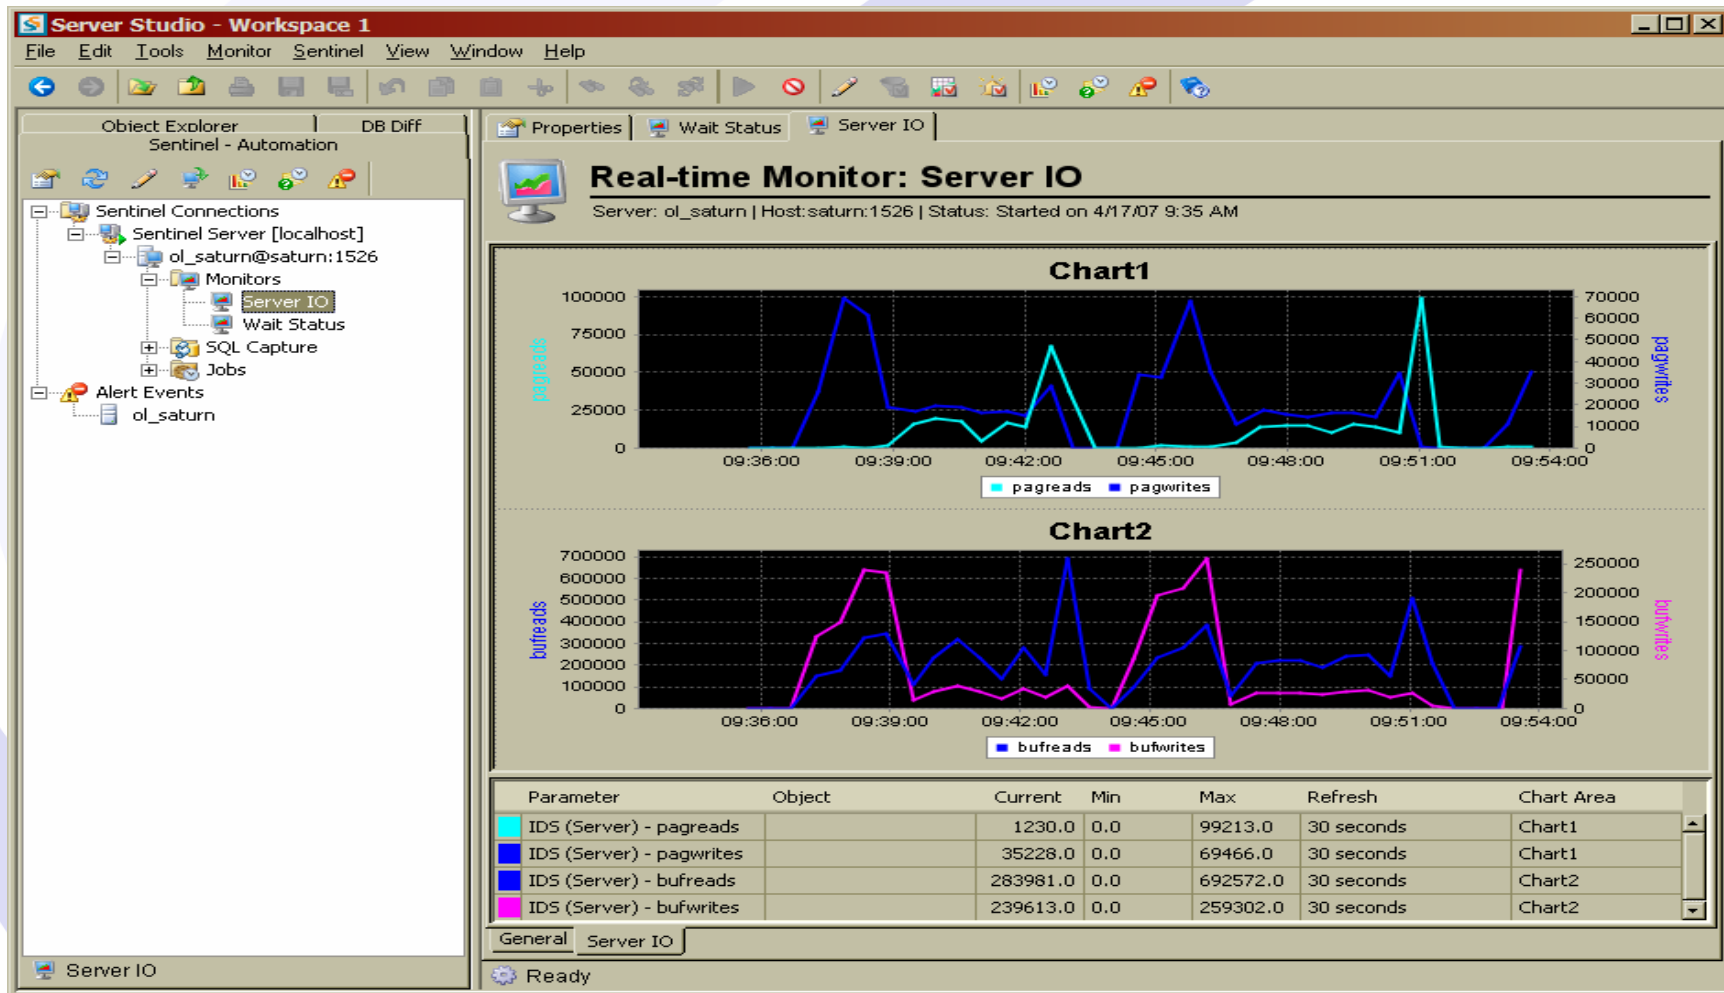 Server Studio - Workspace 1
File Edit Tools Monitor Sentinel View Window Help
Object Explorer DB Diff
Sentinel - Automation
Sentinel Connections
Sentinel Server [localhost]
ol_saturn@saturn:1526
Monitors
Server IO
Wait Status
SQL Capture
Jobs
Alert Events
ol_saturn
Server IO
Properties Wait Status Server IO
Real-time Monitor: Server IO
Server: ol_saturn | Host:saturn:1526 | Status: Started on 4/17/07 9:35 AM
Chart1
pagreads
100000
75000
50000
25000
0
70000
60000
50000
40000
30000
20000
10000
0
pagwrites
09:36:00 09:39:00 09:42:00 09:45:00 09:48:00 09:51:00 09:54:00
pagreads pagwrites
Chart2
bufreads
700000
600000
500000
400000
300000
200000
100000
0
250000
200000
150000
100000
50000
0
bufwrites
09:36:00 09:39:00 09:42:00 09:45:00 09:48:00 09:51:00 09:54:00
bufreads bufwrites
Parameter Object Current Min Max Refresh Chart Area
IDS (Server) - pagreads 1230.0 0.0 99213.0 30 seconds Chart1
IDS (Server) - pagwrites 35228.0 0.0 69466.0 30 seconds Chart1
IDS (Server) - bufreads 283981.0 0.0 692572.0 30 seconds Chart2
IDS (Server) - bufwrites 239613.0 0.0 259302.0 30 seconds Chart2
General Server IO
Ready